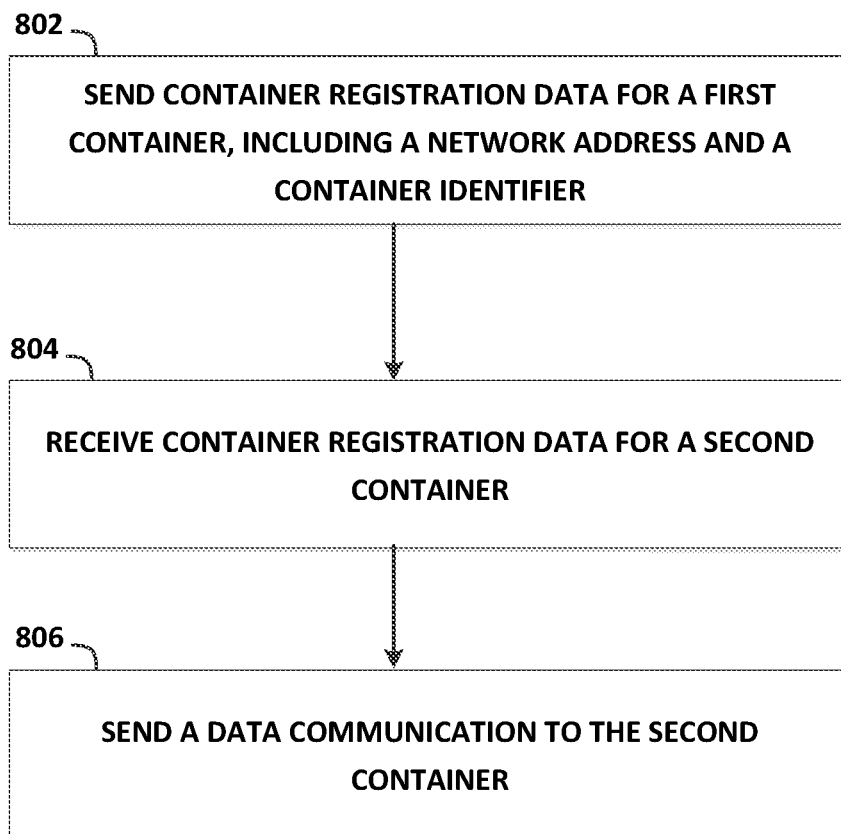 802
SEND CONTAINER REGISTRATION DATA FOR A FIRST
CONTAINER, INCLUDING A NETWORK ADDRESS AND A
CONTAINER IDENTIFIER
804
RECEIVE CONTAINER REGISTRATION DATA FOR A SECOND
CONTAINER
806
SEND A DATA COMMUNICATION TO THE SECOND
CONTAINER